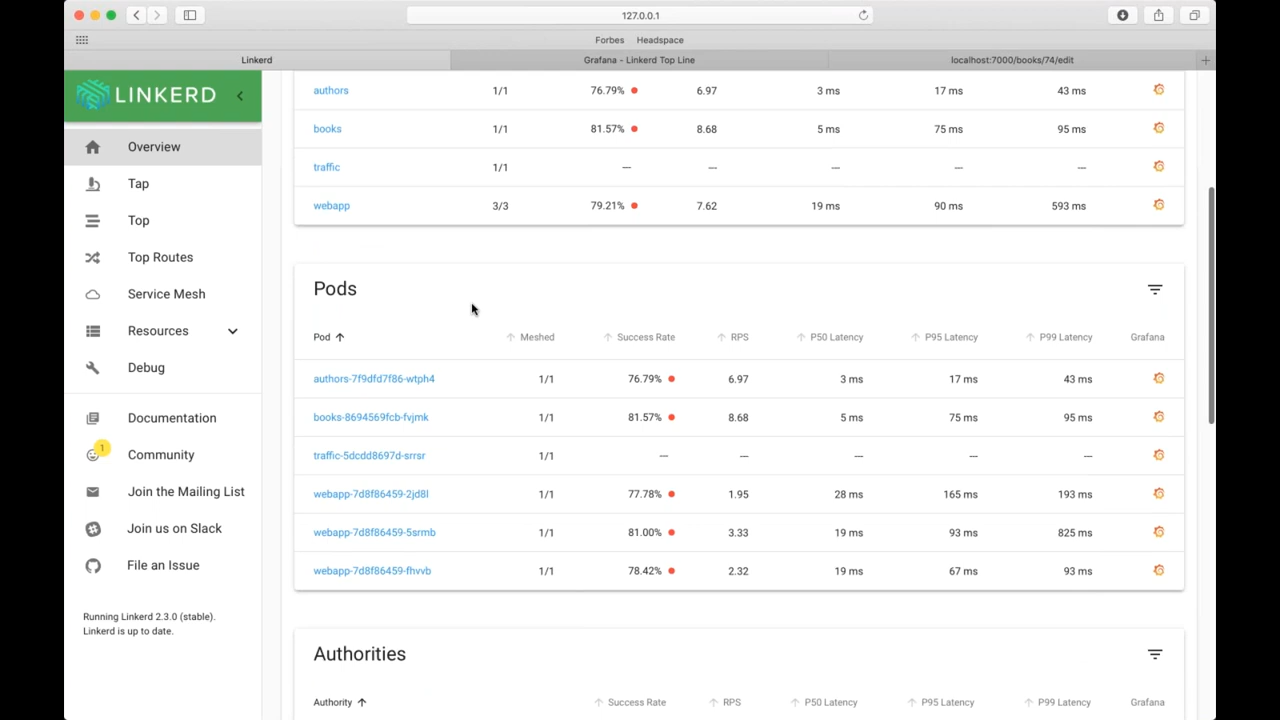 127.0.0.1
Forbes Headspace
Linkerd Grafana - Linkerd Top Line localhost:7000/books/74/edit
LINKERD
Overview
Tap
Top
Top Routes
Service Mesh
Resources
Debug
Documentation
1
Community
Join the Mailing List
Join us on Slack
File an Issue
Running Linkerd 2.3.0 (stable).
Linkerd is up to date.
authors 1/1 76.79% 6.97 3 ms 17 ms 43 ms
books 1/1 81.57% 8.68 5 ms 75 ms 95 ms
traffic 1/1 --- --- --- --- ---
webapp 3/3 79.21% 7.62 19 ms 90 ms 593 ms
Pods
Pod Meshed Success Rate RPS P50 Latency P95 Latency P99 Latency Grafana
authors-7f9dfd7f86-wtph4 1/1 76.79% 6.97 3 ms 17 ms 43 ms
books-8694569fcb-fvjmk 1/1 81.57% 8.68 5 ms 75 ms 95 ms
traffic-5dcdd8697d-srrsr 1/1 --- --- --- --- ---
webapp-7d8f86459-2jd8l 1/1 77.78% 1.95 28 ms 165 ms 193 ms
webapp-7d8f86459-5srmb 1/1 81.00% 3.33 19 ms 93 ms 825 ms
webapp-7d8f86459-fhvvb 1/1 78.42% 2.32 19 ms 67 ms 93 ms
Authorities
Authority Success Rate RPS P50 Latency P95 Latency P99 Latency Grafana